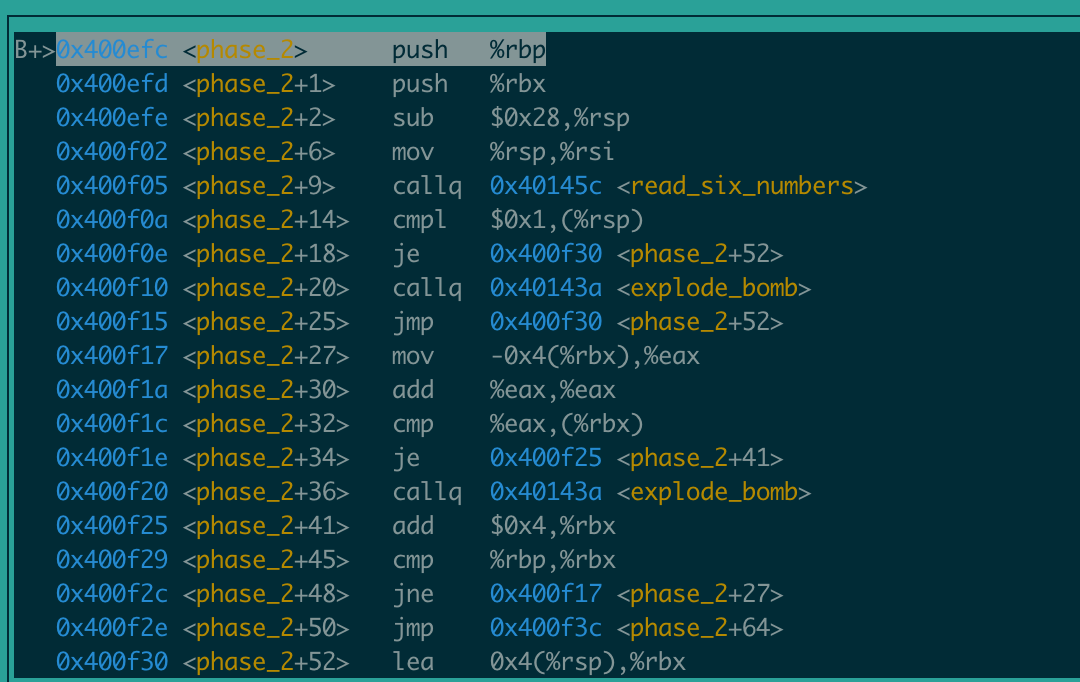 B+>0x400efc <phase_2>      push   %rbp
   0x400efd <phase_2+1>    push   %rbx
   0x400efe <phase_2+2>    sub    $0x28,%rsp
   0x400f02 <phase_2+6>    mov    %rsp,%rsi
   0x400f05 <phase_2+9>    callq  0x40145c <read_six_numbers>
   0x400f0a <phase_2+14>   cmpl   $0x1,(%rsp)
   0x400f0e <phase_2+18>   je     0x400f30 <phase_2+52>
   0x400f10 <phase_2+20>   callq  0x40143a <explode_bomb>
   0x400f15 <phase_2+25>   jmp    0x400f30 <phase_2+52>
   0x400f17 <phase_2+27>   mov    -0x4(%rbx),%eax
   0x400f1a <phase_2+30>   add    %eax,%eax
   0x400f1c <phase_2+32>   cmp    %eax,(%rbx)
   0x400f1e <phase_2+34>   je     0x400f25 <phase_2+41>
   0x400f20 <phase_2+36>   callq  0x40143a <explode_bomb>
   0x400f25 <phase_2+41>   add    $0x4,%rbx
   0x400f29 <phase_2+45>   cmp    %rbp,%rbx
   0x400f2c <phase_2+48>   jne    0x400f17 <phase_2+27>
   0x400f2e <phase_2+50>   jmp    0x400f3c <phase_2+64>
   0x400f30 <phase_2+52>   lea    0x4(%rsp),%rbx